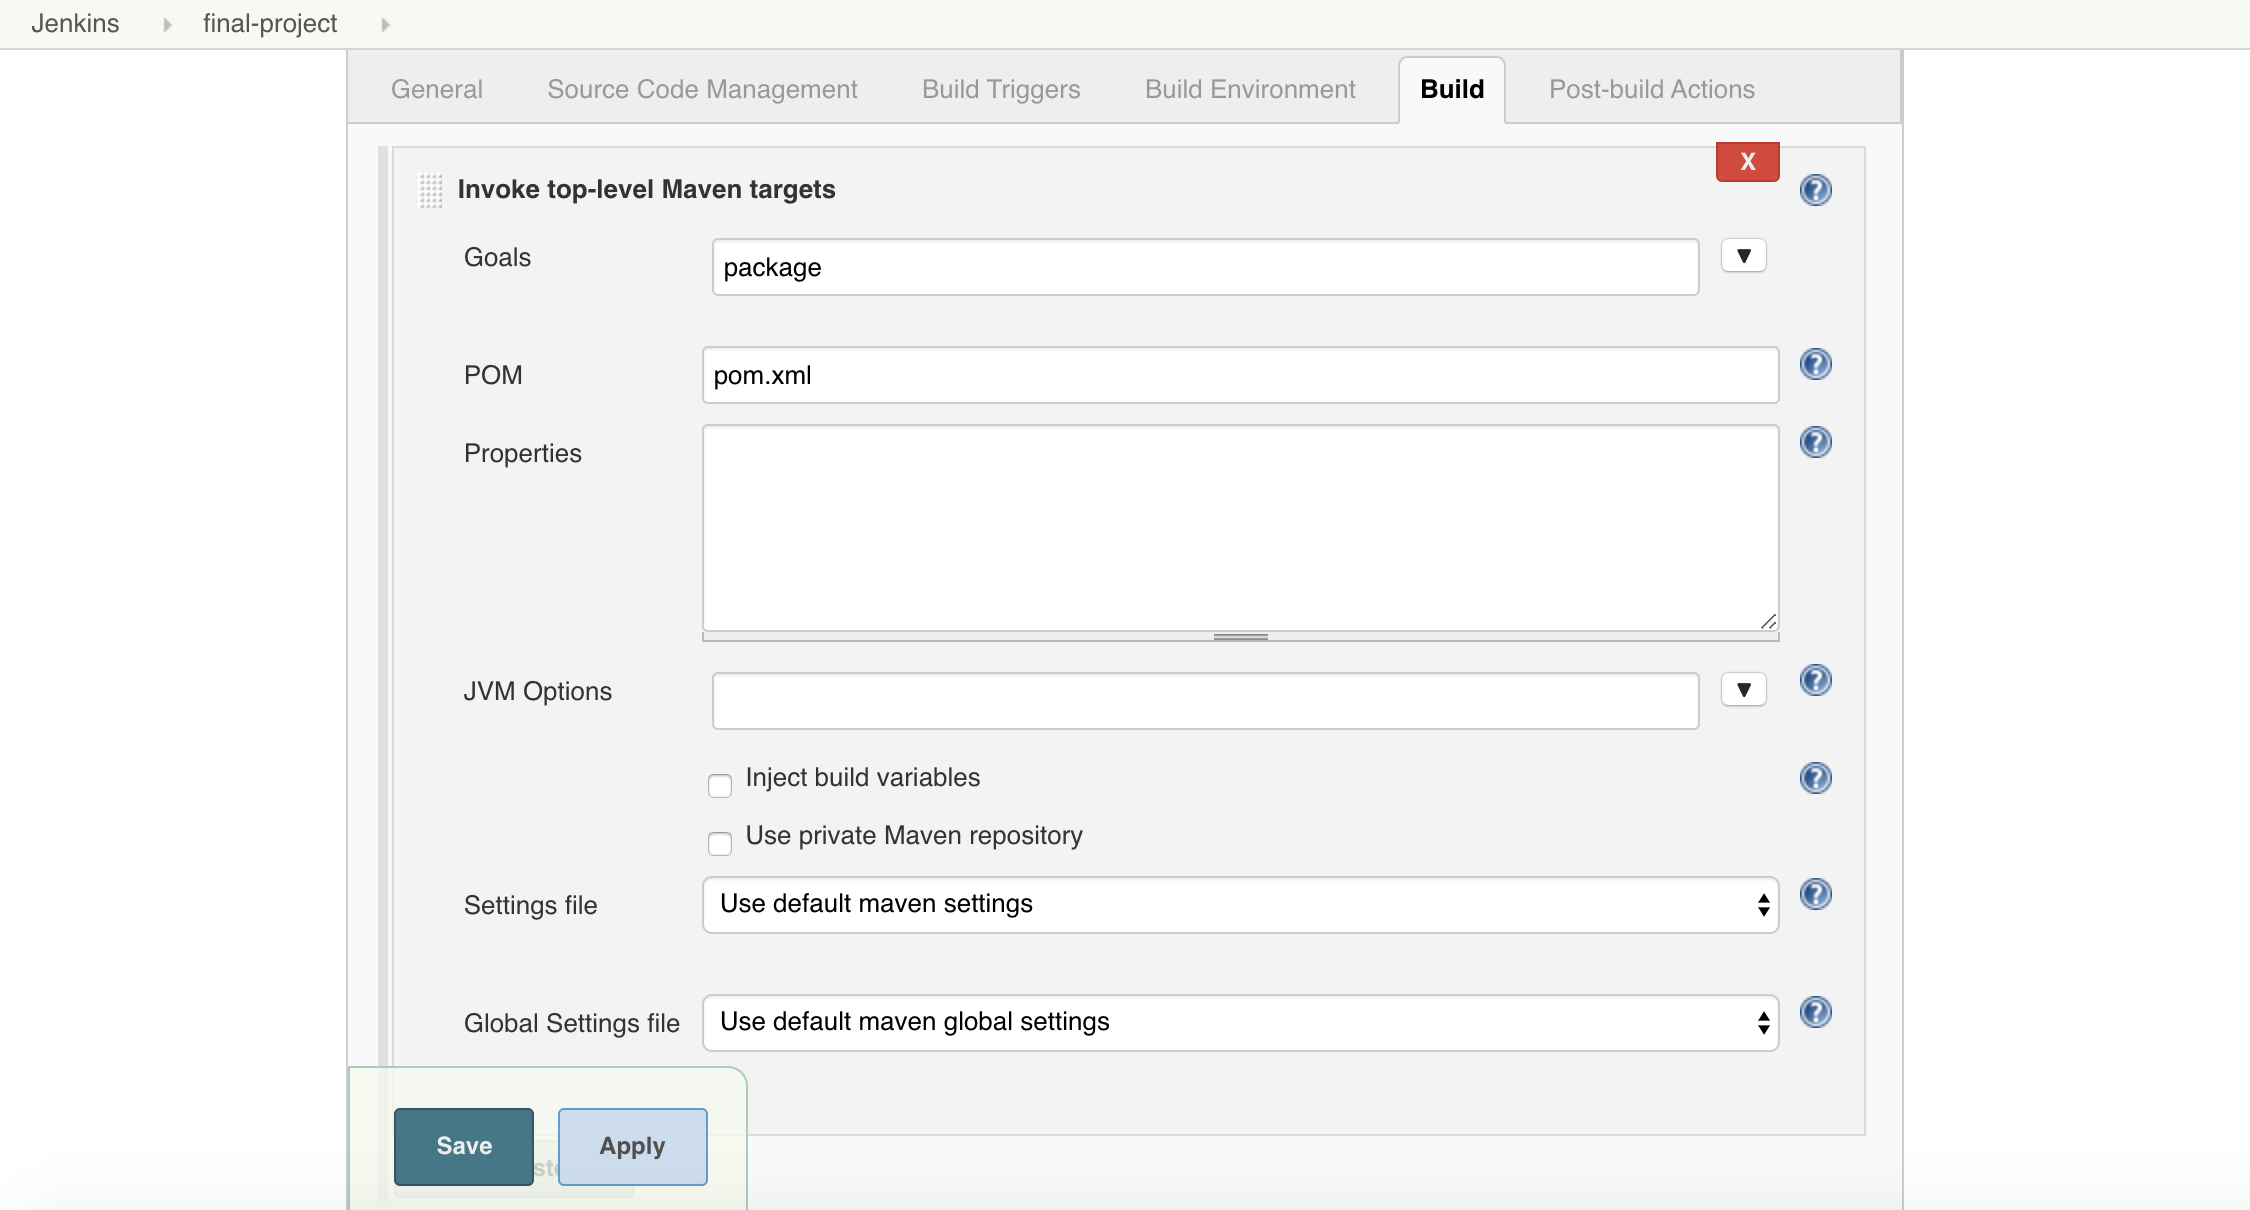 Jenkins final-project
General Source Code Management Build Triggers Build Environment Build Post-build Actions
X
Invoke top-level Maven targets
Goals package
POM pom.xml
Properties
JVM Options
Inject build variables
Use private Maven repository
Settings file Use default maven settings
Global Settings file Use default maven global settings
Save Apply